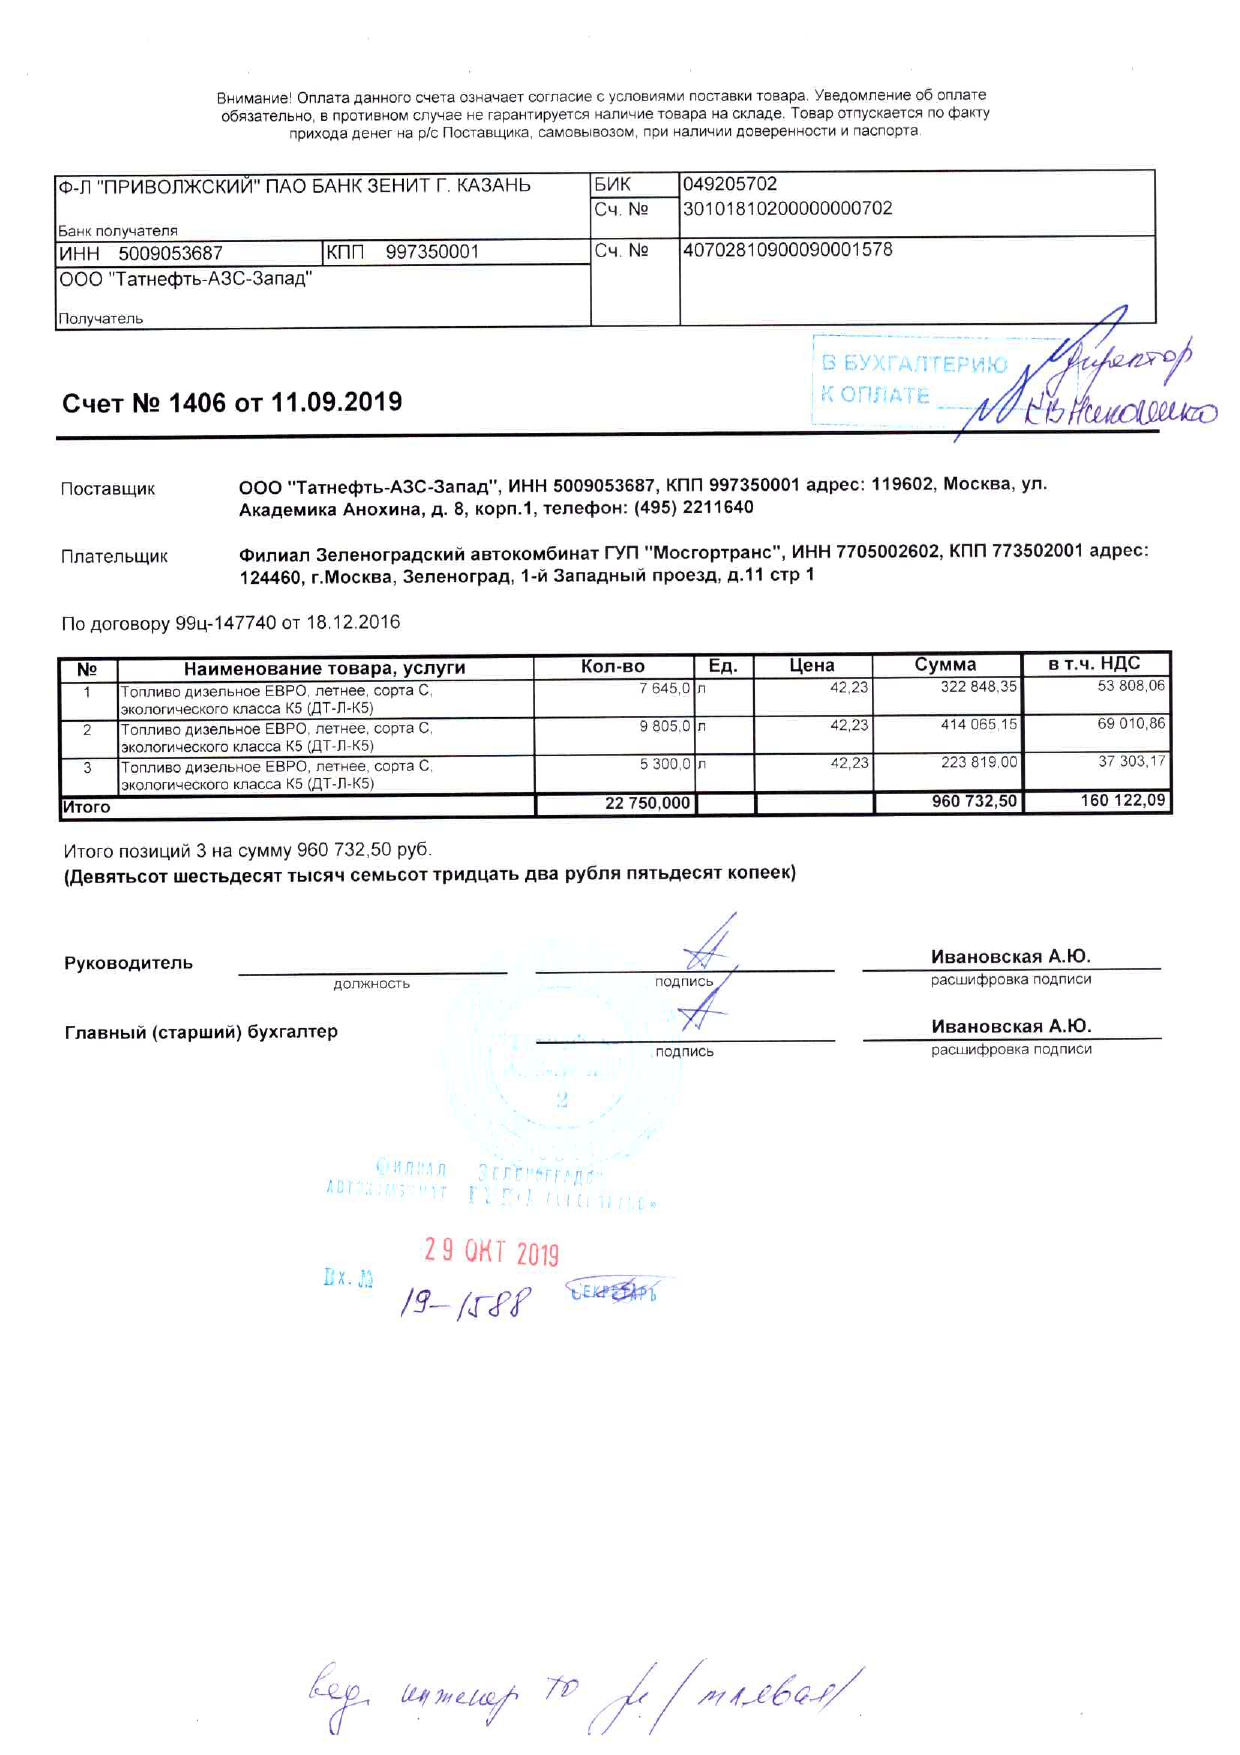 Внимание! Оплата данного счета означает согласие с условиями поставки товара. Уведомление об оплате
обязательно, в противном случае не гарантируется наличие товара на складе. Товар отпускается по факту
прихода денег на р/с Поставщика, самовывозом, при наличии доверенности и паспорта.
Ф-Л "ПРИВОЛЖСКИЙ" ПАО БАНК ЗЕНИТ Г. КАЗАНЬ БИК 049205702
Сч. № 30101810200000000702
Банк получателя
ИНН 5009053687 КПП 997350001 Сч. № 40702810900090001578
ООО "Татнефть-АЗС-Запад"
Получатель
В БУХГАЛТЕРИЮ Директор
К ОПЛАТЕ
Счет № 1406 от 11.09.2019
Поставщик ООО "Татнефть-АЗС-Запад", ИНН 5009053687, КПП 997350001 адрес: 119602, Москва, ул.
Академика Анохина, д. 8, корп.1, телефон: (495) 2211640
Плательщик Филиал Зеленоградский автокомбинат ГУП "Мосгортранс", ИНН 7705002602, КПП 773502001 адрес:
124460, г.Москва, Зеленоград, 1-й Западный проезд, д.11 стр 1
По договору 99ц-147740 от 18.12.2016
№ Наименование товара, услуги Кол-во Ед. Цена Сумма в т.ч. НДС
1 Топливо дизельное ЕВРО, летнее, сорта С, 7 645,0 л 42,23 322 848,35 53 808,06
экологического класса К5 (ДТ-Л-К5)
2 Топливо дизельное ЕВРО, летнее, сорта С, 9 805,0 л 42,23 414 065,15 69 010,86
экологического класса К5 (ДТ-Л-К5)
3 Топливо дизельное ЕВРО, летнее, сорта С, 5 300,0 л 42,23 223 819,00 37 303,17
экологического класса К5 (ДТ-Л-К5)
Итого 22 750,000 960 732,50 160 122,09
Итого позиций 3 на сумму 960 732,50 руб.
(Девятьсот шестьдесят тысяч семьсот тридцать два рубля пятьдесят копеек)
Руководитель Ивановская А.Ю.
должность подпись расшифровка подписи
Главный (старший) бухгалтер Ивановская А.Ю.
подпись расшифровка подписи
2
ФИЛИАЛ
29 ОКТ 2019
Вх. №
19-1588 СЕКРЕТАРЬ
вед. инженер ТО